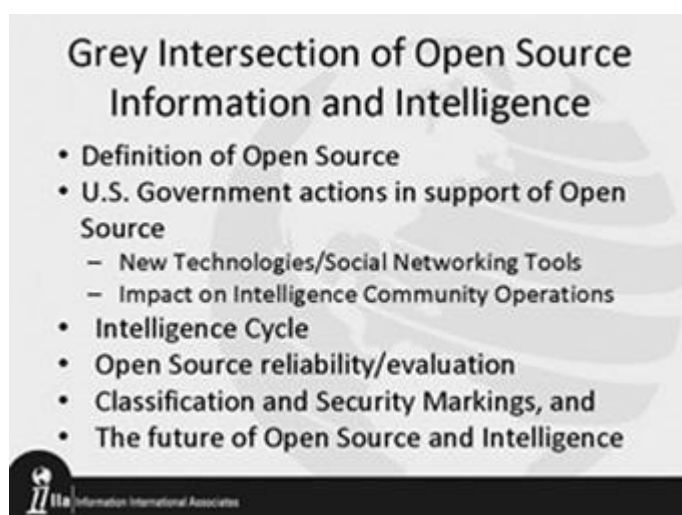 Grey Intersection of Open Source
Information and Intelligence
• Definition of Open Source
• U.S. Government actions in support of Open
Source
– New Technologies/Social Networking Tools
– Impact on Intelligence Community Operations
• Intelligence Cycle
• Open Source reliability/evaluation
• Classification and Security Markings, and
• The future of Open Source and Intelligence
IIa Information International Associates